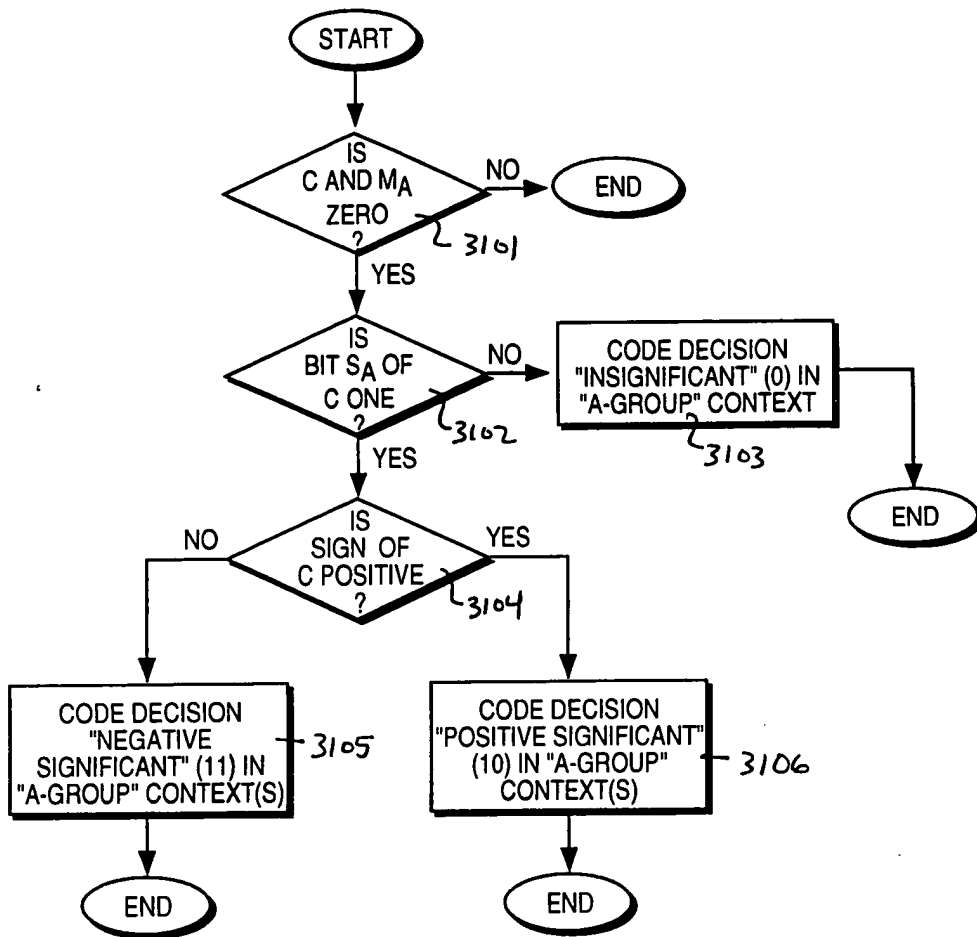 START
IS
C AND MA
ZERO
?
3101
NO
END
YES
IS
BIT SA OF
C ONE
?
3102
NO
CODE DECISION
"INSIGNIFICANT" (0) IN
"A-GROUP" CONTEXT
3103
END
YES
IS
SIGN OF
C POSITIVE
?
3104
NO
YES
CODE DECISION
"NEGATIVE
SIGNIFICANT" (11) IN
"A-GROUP" CONTEXT(S)
3105
CODE DECISION
"POSITIVE SIGNIFICANT"
(10) IN "A-GROUP"
CONTEXT(S)
3106
END
END